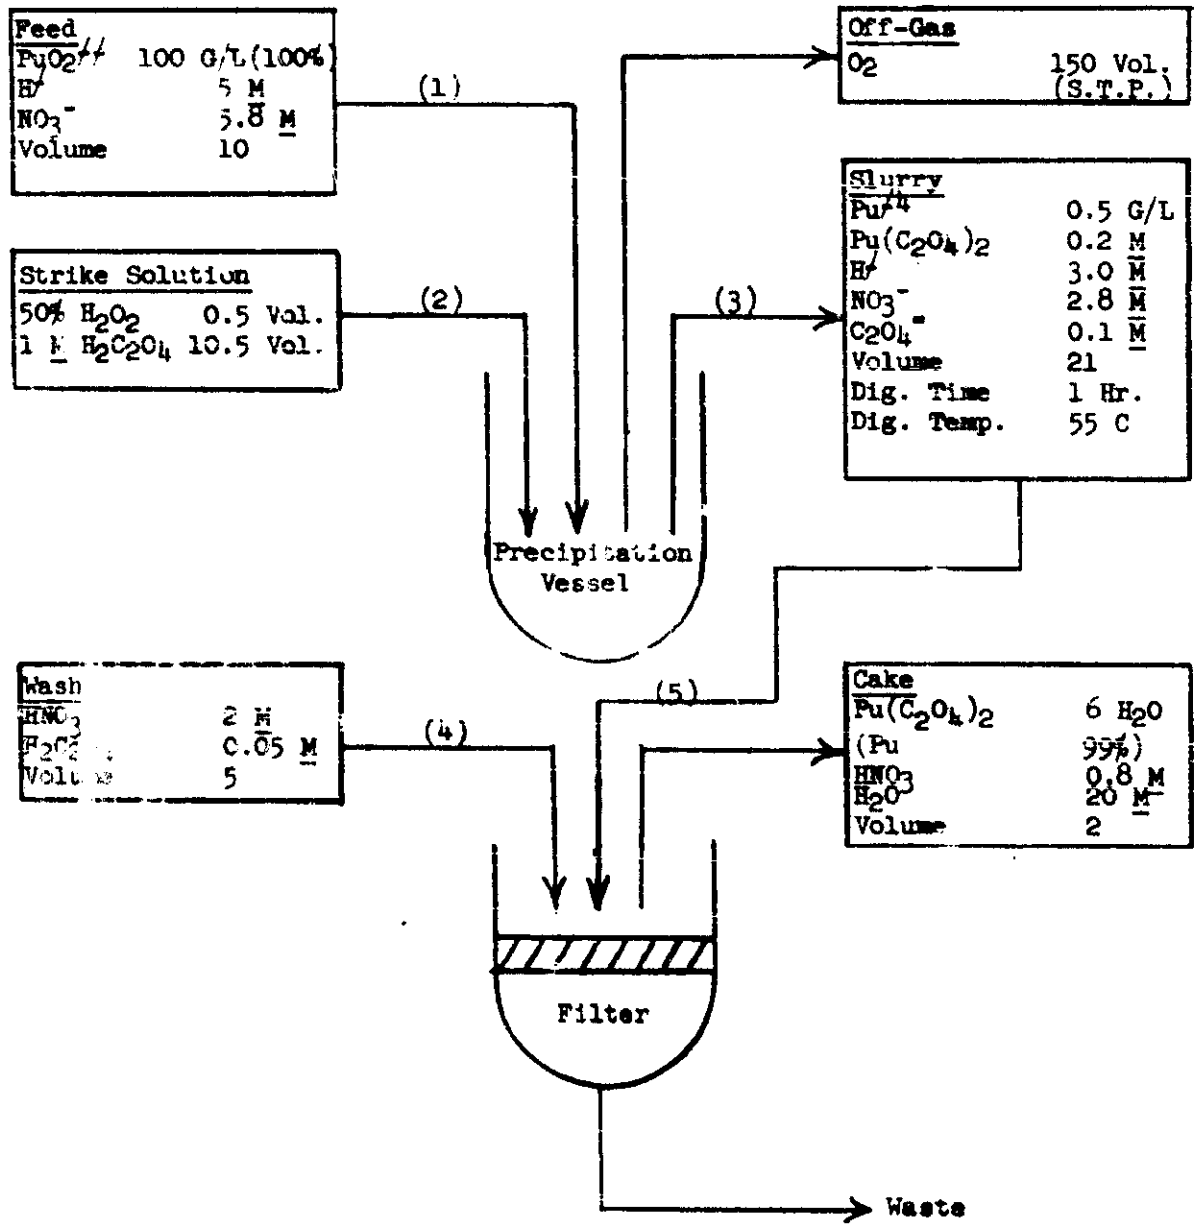 Feed
PuO2++ 100 G/L(100%)
H+ 5 M
NO3- 5.8 M
Volume 10
(1)
Off-Gas
O2 150 Vol.
(S.T.P.)
Strike Solution
50% H2O2 0.5 Vol.
1 M H2C2O4 10.5 Vol.
(2)
(3)
Slurry
Pu+4 0.5 G/L
Pu(C2O4)2 0.2 M
H+ 3.0 M
NO3- 2.8 M
C2O4= 0.1 M
Volume 21
Dig. Time 1 Hr.
Dig. Temp. 55 C
Precipitation
Vessel
Wash
HNO3 2 M
0.05 M
Volume 5
(4)
(5)
Cake
Pu(C2O4)2 6 H2O
(Pu 99%)
HNO3 0.8 M
H2O 20 M
Volume 2
Filter
Waste